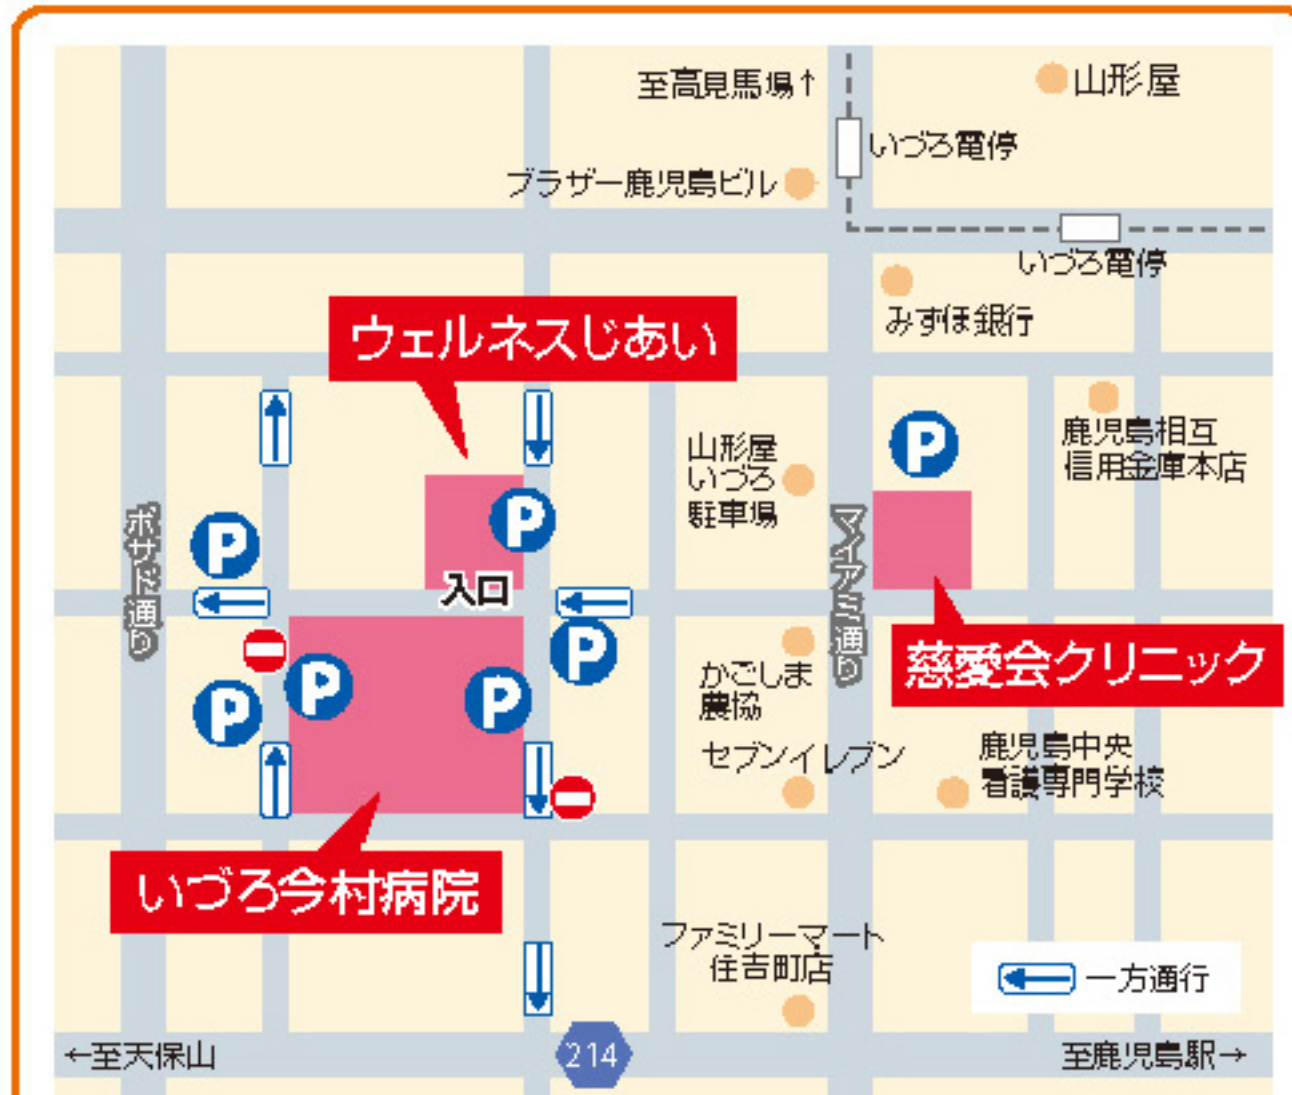 至高見馬場↑
山形屋
いづろ電停
ブラザー鹿児島ビル
いづろ電停
みずほ銀行
ウェルネスじあい
P
鹿児島相互
信用金庫本店
山形屋
いづろ
駐車場
P
P
ボサド通り
マイアミ通り
入口
P
P
P
P
かごしま
農協
慈愛会クリニック
セブンイレブン
鹿児島中央
看護専門学校
いづろ今村病院
ファミリーマート
住吉町店
一方通行
←至天保山
214
至鹿児島駅→